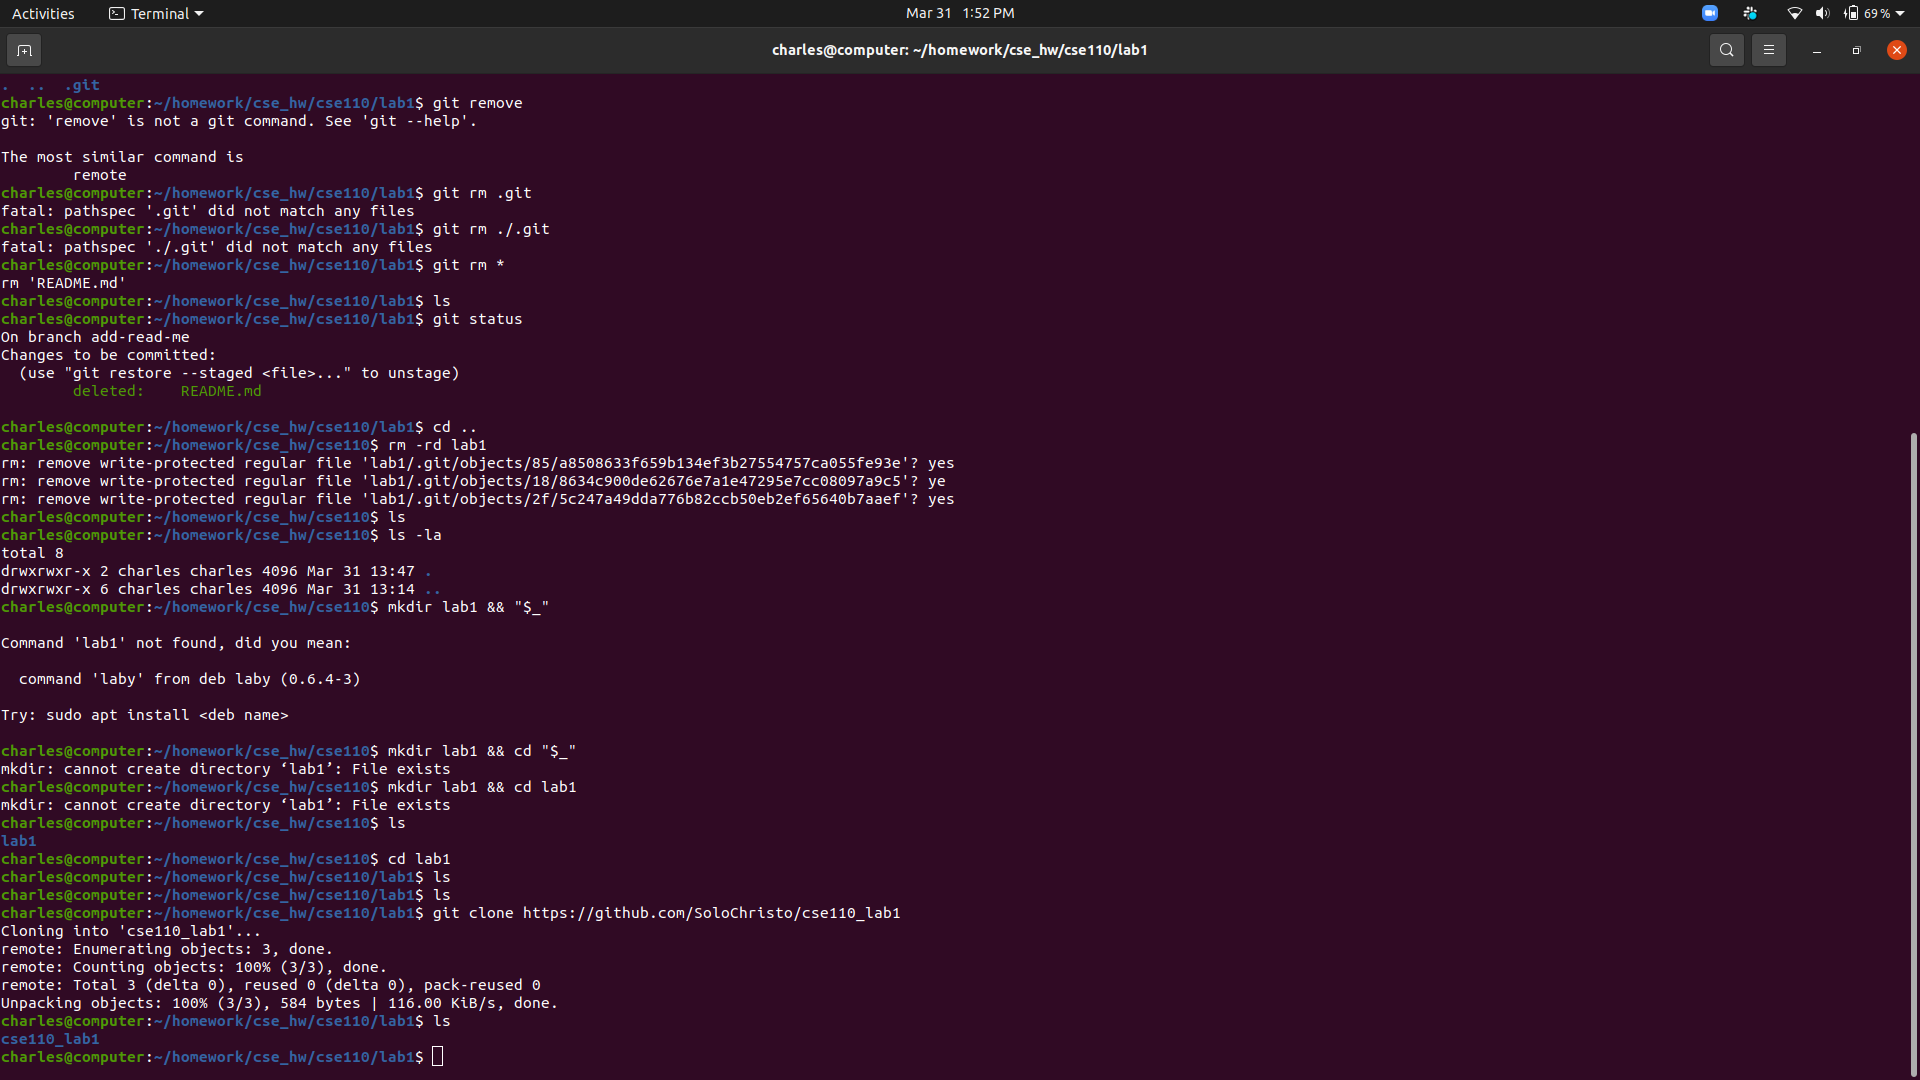 Activities
Terminal
Mar 31 1:52 PM
69 %
charles@computer: ~/homework/cse_hw/cse110/lab1
. .. .git
charles@computer:~/homework/cse_hw/cse110/lab1$ git remove
git: 'remove' is not a git command. See 'git --help'.
The most similar command is
remote
charles@computer:~/homework/cse_hw/cse110/lab1$ git rm .git
fatal: pathspec '.git' did not match any files
charles@computer:~/homework/cse_hw/cse110/lab1$ git rm ./.git
fatal: pathspec './.git' did not match any files
charles@computer:~/homework/cse_hw/cse110/lab1$ git rm *
rm 'README.md'
charles@computer:~/homework/cse_hw/cse110/lab1$ ls
charles@computer:~/homework/cse_hw/cse110/lab1$ git status
On branch add-read-me
Changes to be committed:
(use "git restore --staged <file>..." to unstage)
deleted: README.md
charles@computer:~/homework/cse_hw/cse110/lab1$ cd ..
charles@computer:~/homework/cse_hw/cse110$ rm -rd lab1
rm: remove write-protected regular file 'lab1/.git/objects/85/a8508633f659b134ef3b27554757ca055fe93e'? yes
rm: remove write-protected regular file 'lab1/.git/objects/18/8634c900de62676e7a1e47295e7cc08097a9c5'? ye
rm: remove write-protected regular file 'lab1/.git/objects/2f/5c247a49dda776b82ccb50eb2ef65640b7aaef'? yes
charles@computer:~/homework/cse_hw/cse110$ ls
charles@computer:~/homework/cse_hw/cse110$ ls -la
total 8
drwxrwxr-x 2 charles charles 4096 Mar 31 13:47 .
drwxrwxr-x 6 charles charles 4096 Mar 31 13:14 ..
charles@computer:~/homework/cse_hw/cse110$ mkdir lab1 && "$_"
Command 'lab1' not found, did you mean:
command 'laby' from deb laby (0.6.4-3)
Try: sudo apt install <deb name>
charles@computer:~/homework/cse_hw/cse110$ mkdir lab1 && cd "$_"
mkdir: cannot create directory ‘lab1’: File exists
charles@computer:~/homework/cse_hw/cse110$ mkdir lab1 && cd lab1
mkdir: cannot create directory ‘lab1’: File exists
charles@computer:~/homework/cse_hw/cse110$ ls
lab1
charles@computer:~/homework/cse_hw/cse110$ cd lab1
charles@computer:~/homework/cse_hw/cse110/lab1$ ls
charles@computer:~/homework/cse_hw/cse110/lab1$ ls
charles@computer:~/homework/cse_hw/cse110/lab1$ git clone https://github.com/SoloChristo/cse110_lab1
Cloning into 'cse110_lab1'...
remote: Enumerating objects: 3, done.
remote: Counting objects: 100% (3/3), done.
remote: Total 3 (delta 0), reused 0 (delta 0), pack-reused 0
Unpacking objects: 100% (3/3), 584 bytes | 116.00 KiB/s, done.
charles@computer:~/homework/cse_hw/cse110/lab1$ ls
cse110_lab1
charles@computer:~/homework/cse_hw/cse110/lab1$